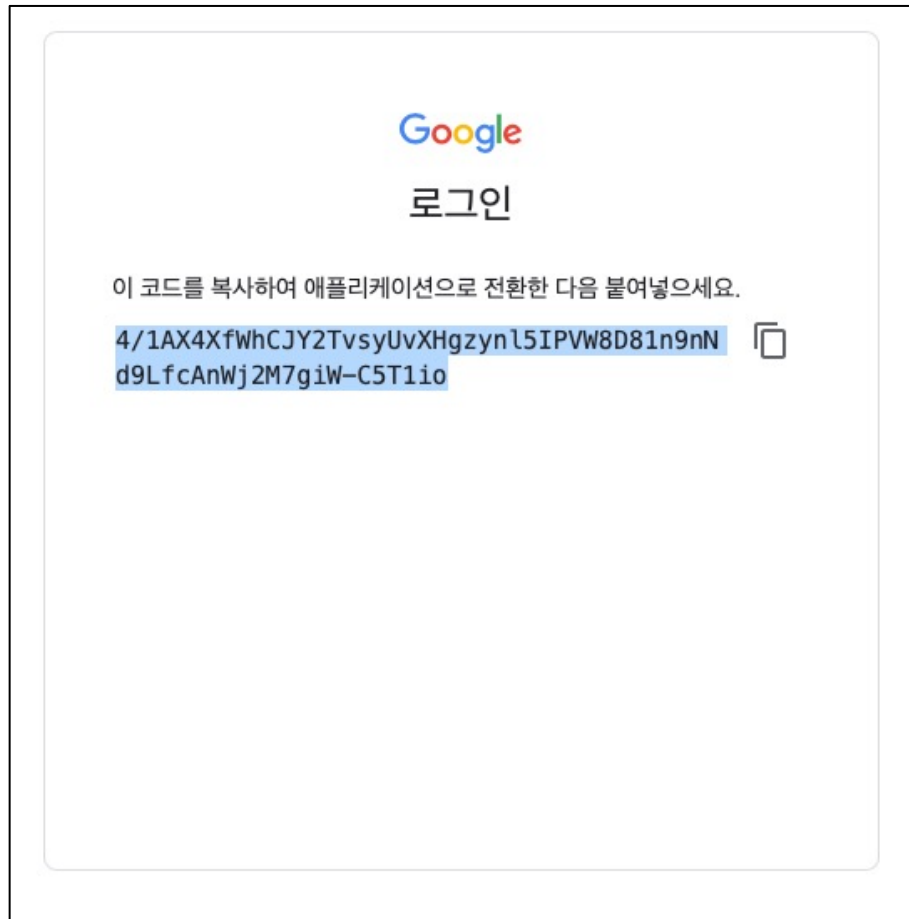 Google
로그인
이 코드를 복사하여 애플리케이션으로 전환한 다음 붙여넣으세요.
4/1AX4XfWhCJY2TvsyUvXHgzynl5IPVW8D81n9nN
d9LfcAnWj2M7giW-C5T1io